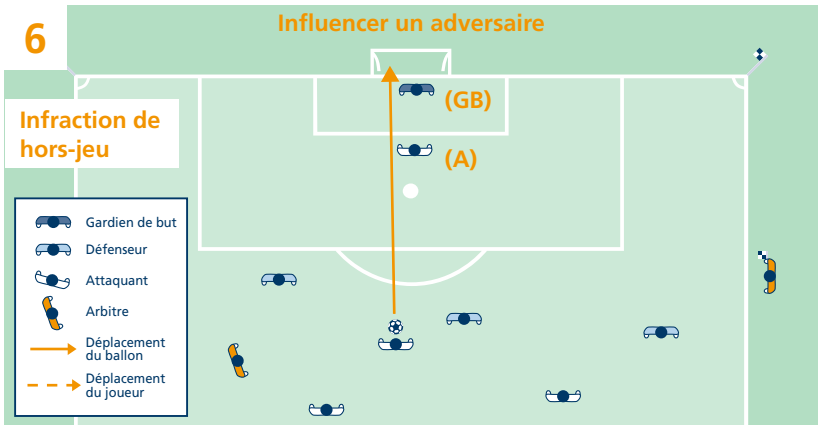 6
Influencer un adversaire
(GB)
Infraction de
hors-jeu
(A)
Gardien de but
Défenseur
Attaquant
Arbitre
Déplacement
du ballon
Déplacement
du joueur